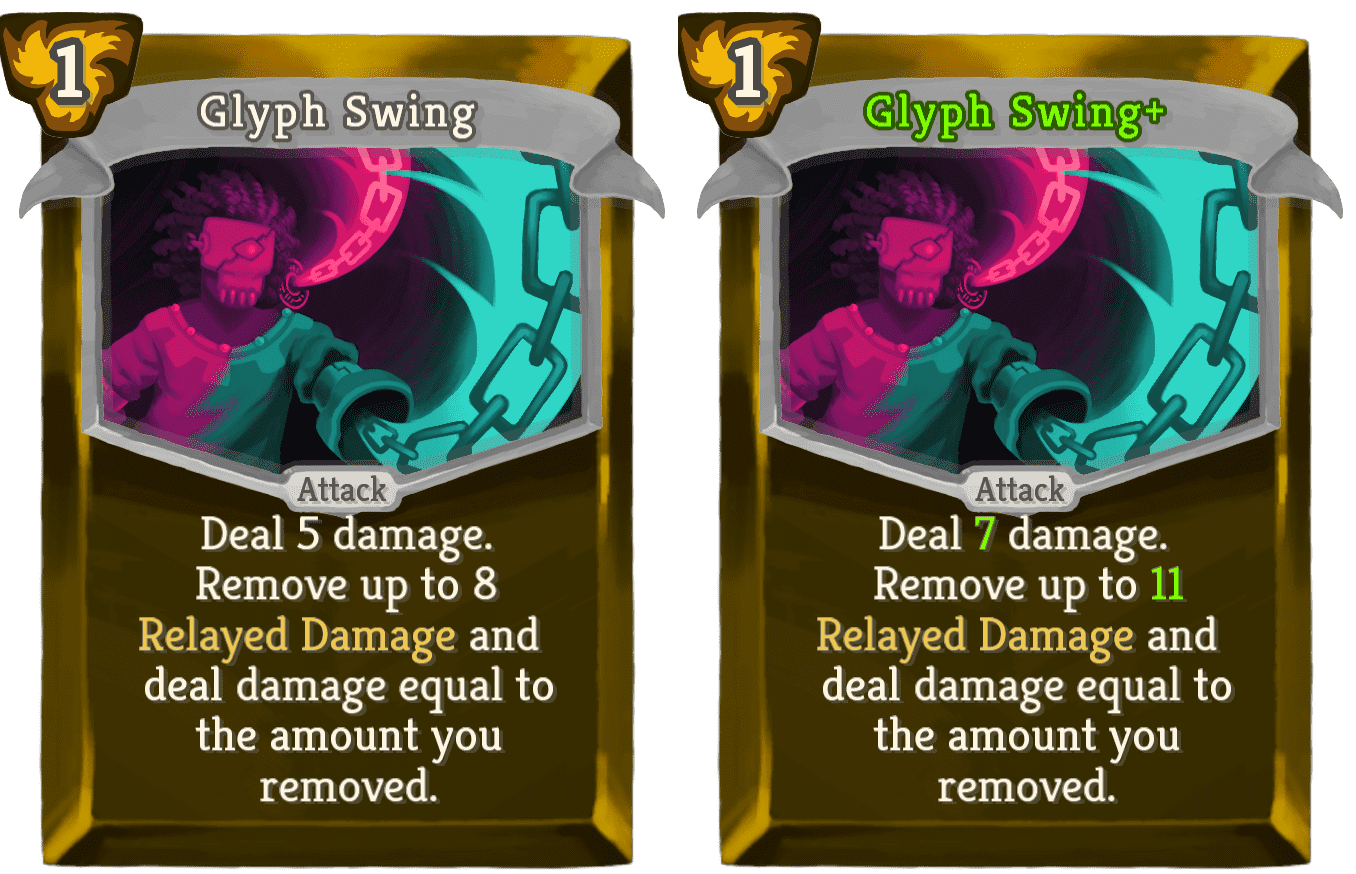 1
Glyph Swing
Attack
Deal 5 damage.
Remove up to 8
Relayed Damage and
deal damage equal to
the amount you
removed.
1
Glyph Swing+
Attack
Deal 7 damage.
Remove up to 11
Relayed Damage and
deal damage equal to
the amount you
removed.